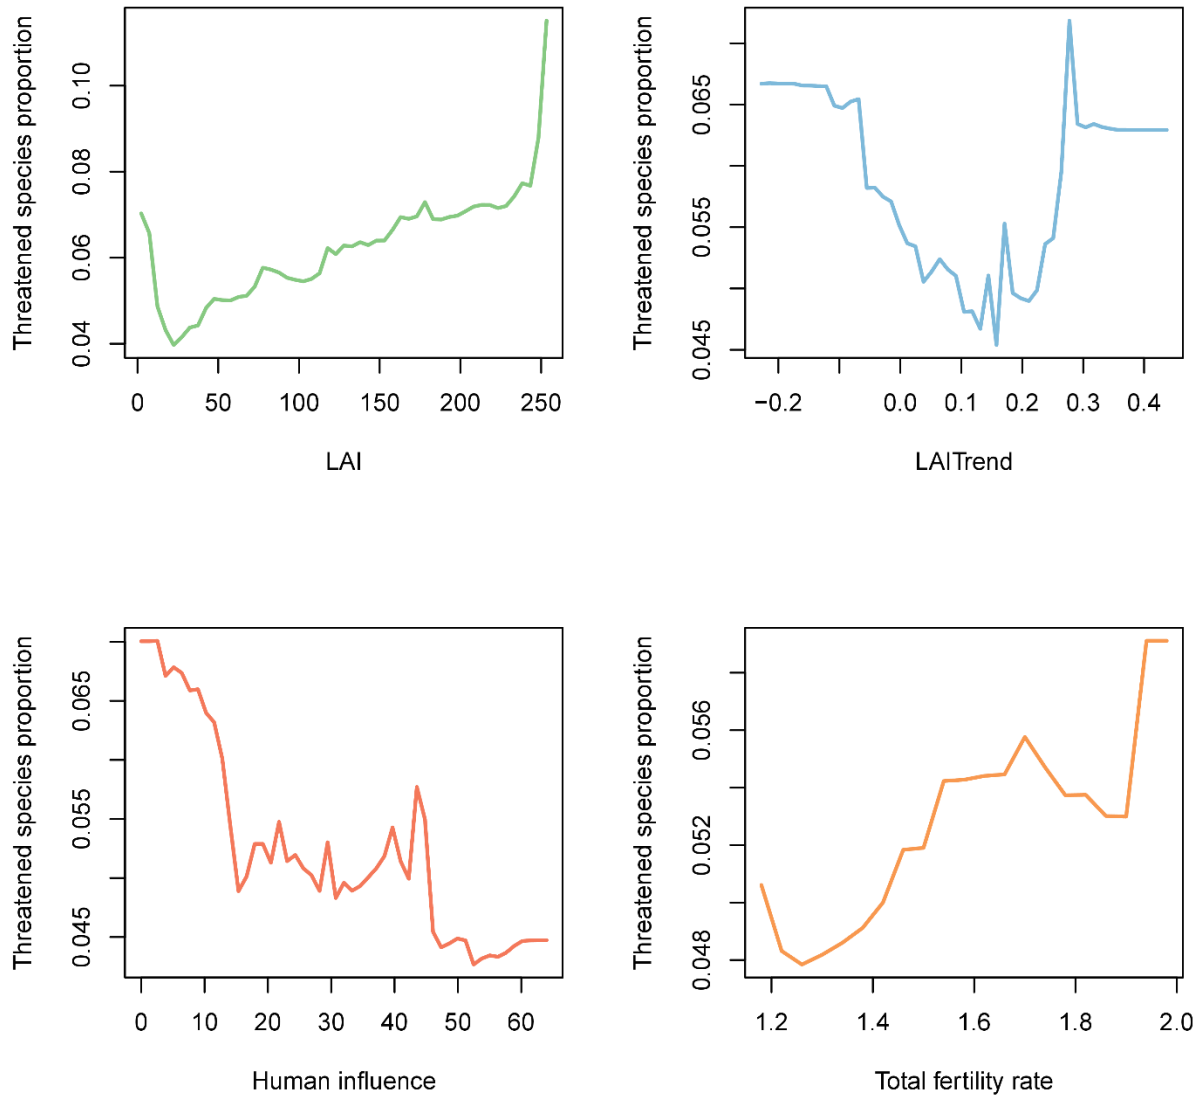 Threatened species proportion
0.10
0.08
0.06
0.04
0 50 100 150 200 250
LAI
Threatened species proportion
0.065
0.055
0.045
−0.2 0.0 0.1 0.2 0.3 0.4
LAITrend
Threatened species proportion
0.065
0.055
0.045
0 10 20 30 40 50 60
Human influence
Threatened species proportion
0.056
0.052
0.048
1.2 1.4 1.6 1.8 2.0
Total fertility rate